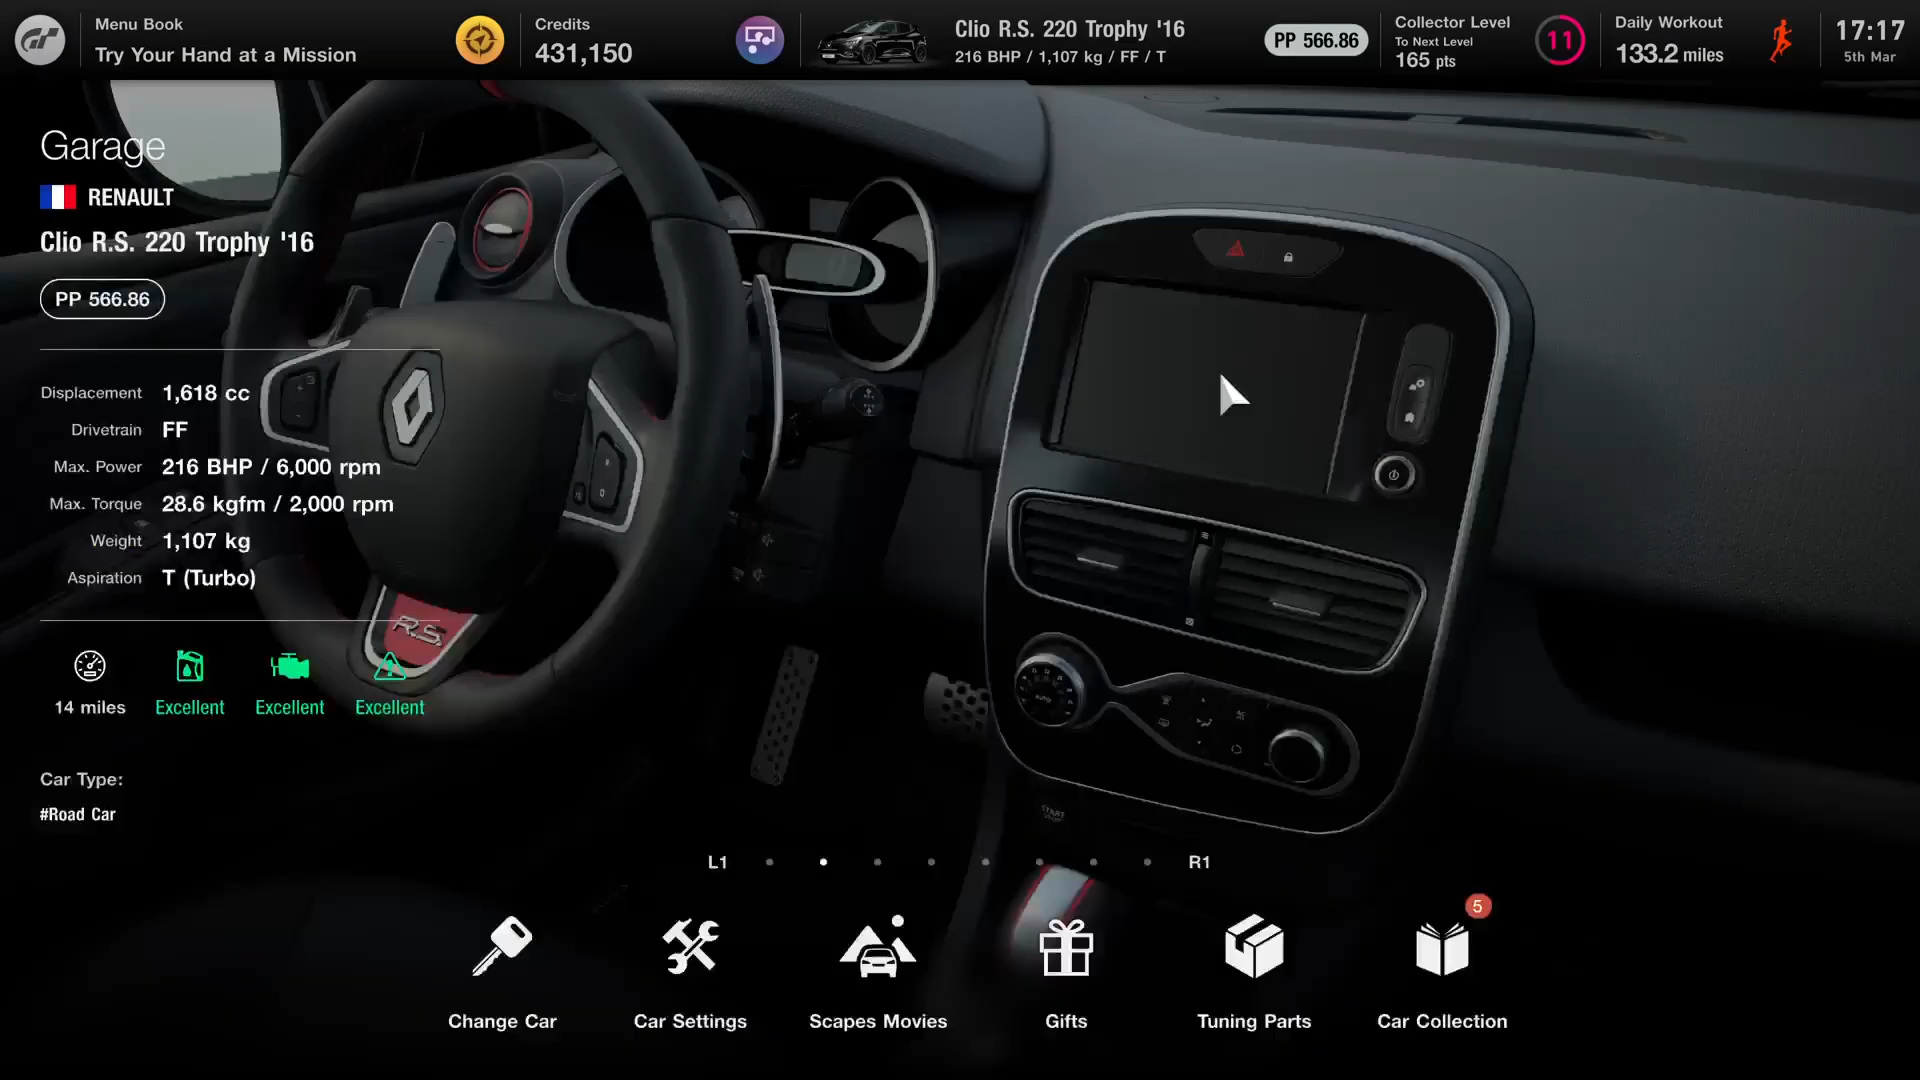 Menu Book
Try Your Hand at a Mission
Credits
431,150
Clio R.S. 220 Trophy '16
216 BHP / 1,107 kg / FF / T
PP 566.86
Collector Level
To Next Level
165 pts
11
Daily Workout
133.2 miles
17:17
5th Mar
Garage
RENAULT
Clio R.S. 220 Trophy '16
PP 566.86
Displacement 1,618 cc
Drivetrain FF
Max. Power 216 BHP / 6,000 rpm
Max. Torque 28.6 kgfm / 2,000 rpm
Weight 1,107 kg
Aspiration T (Turbo)
R.S.
14 miles
Excellent
Excellent
Excellent
Car Type:
#Road Car
AUTO
START
STOP
L1
R1
5
Change Car
Car Settings
Scapes Movies
Gifts
Tuning Parts
Car Collection